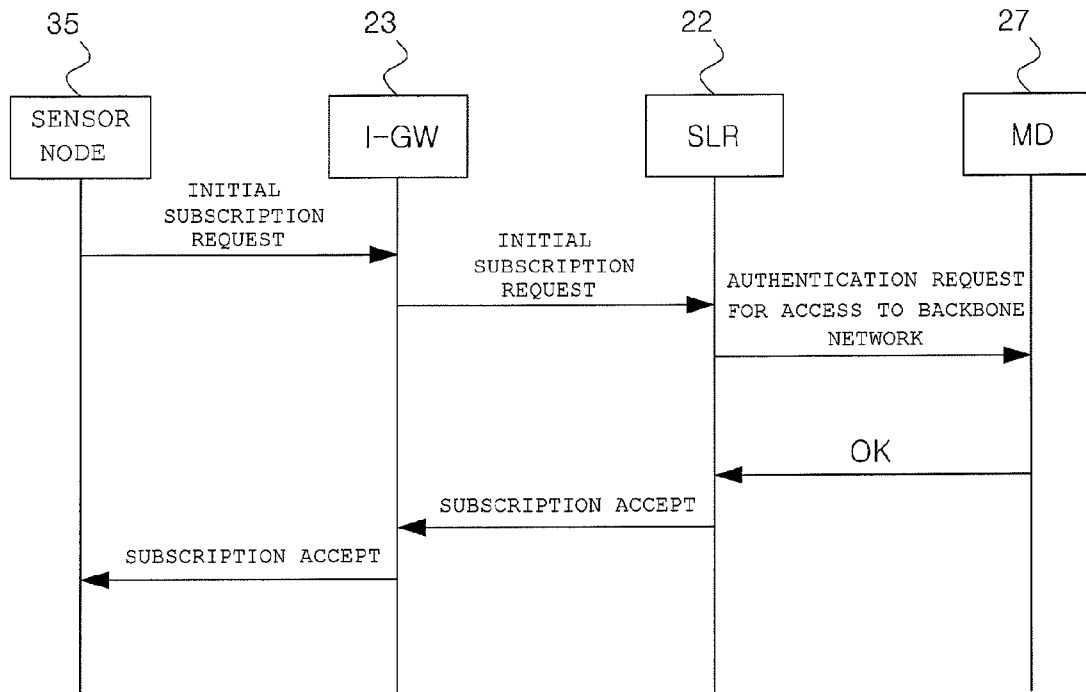 35
23
22
27
SENSOR
NODE
I-GW
SLR
MD
INITIAL
SUBSCRIPTION
REQUEST
INITIAL
SUBSCRIPTION
REQUEST
AUTHENTICATION REQUEST
FOR ACCESS TO BACKBONE
NETWORK
OK
SUBSCRIPTION ACCEPT
SUBSCRIPTION ACCEPT